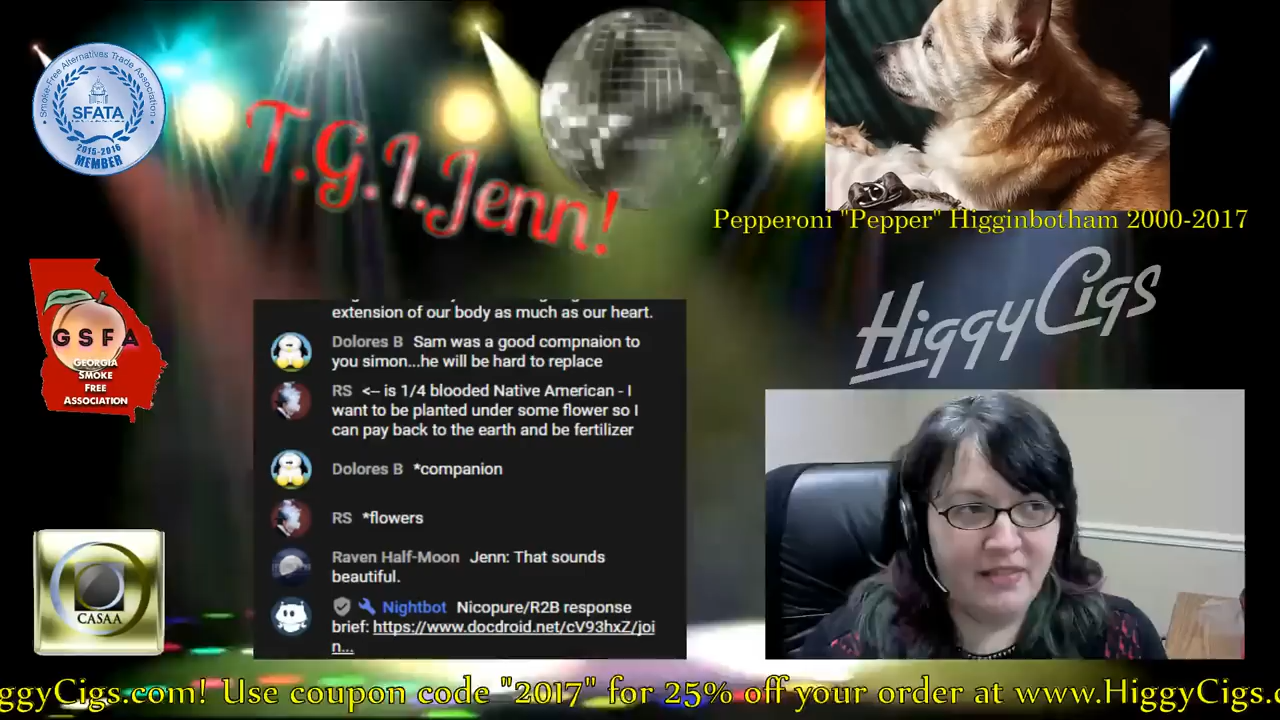 Smoke-Free Alternatives Trade Association
SFATA
2015-2016
MEMBER
T.G.I.Jenn!
Pepperoni "Pepper" Higginbotham 2000-2017
GSFA
GEORGIA
SMOKE
FREE
ASSOCIATION
HiggyCigs
extension of our body as much as our heart.
Dolores B Sam was a good compnaion to
you simon...he will be hard to replace
RS <-- is 1/4 blooded Native American - I
want to be planted under some flower so I
can pay back to the earth and be fertilizer
Dolores B *companion
RS *flowers
Raven Half-Moon Jenn: That sounds
beautiful.
Nightbot Nicopure/R2B response
brief: https://www.docdroid.net/cV93hxZ/joi
n...
CASAA
ggyCigs.com! Use coupon code "2017" for 25% off your order at www.HiggyCigs.c